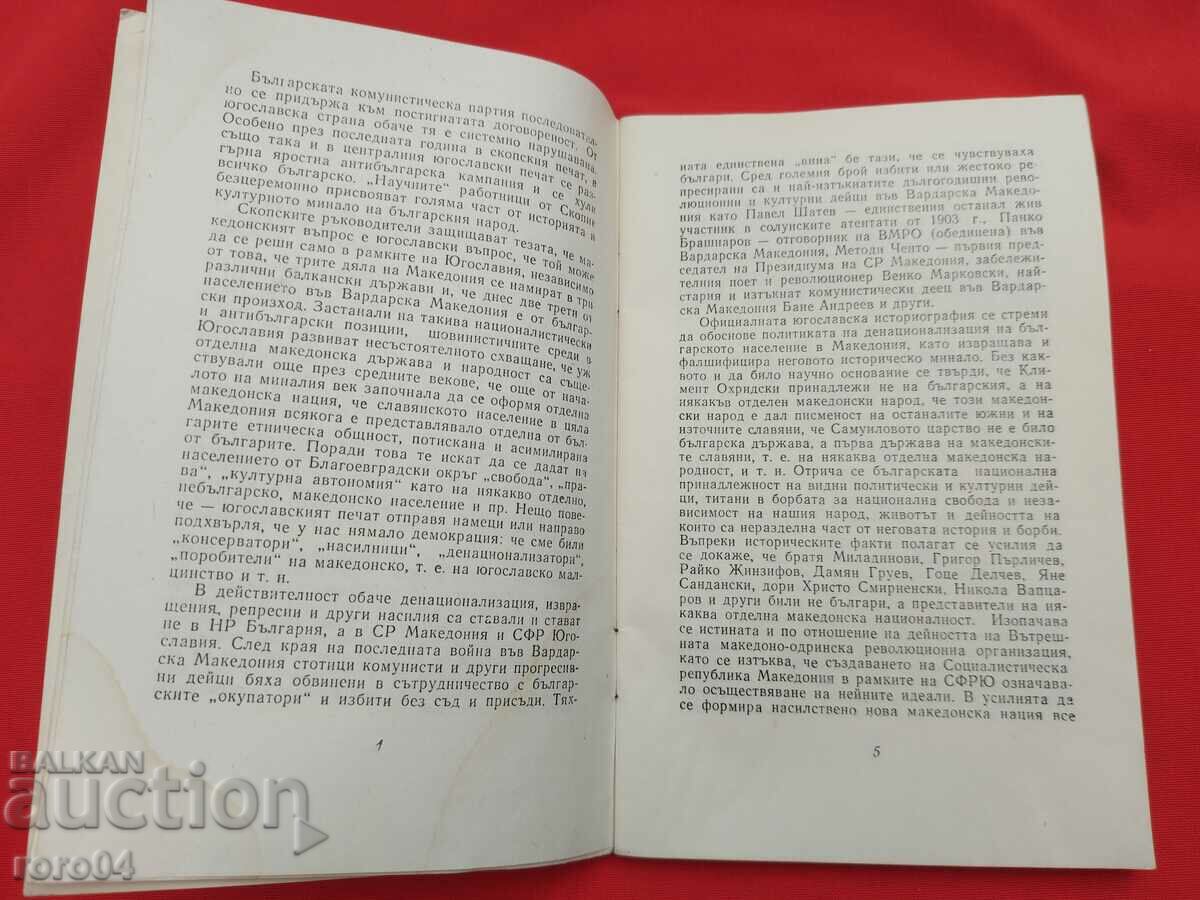 Българската комунистическа партия последовател-
но се придържа към постигнатата договореност. От
югославска страна обаче тя е системно нарушавана.
Особено през последната година в скопския печат, а
също така и в централния югославски печат се раз-
гърна яростна антибългарска кампания и се хули
всичко българско. „Научните“ работници от Скопие
безцеремонно присвояват голяма част от историята и
културното минало на българския народ.
Скопските ръководители защищават тезата, че ма-
кедонският въпрос е югославски въпрос, че той може
да се реши само в рамките на Югославия, независимо
от това, че трите дяла на Македония се намират в три
различни балкански държави и, че днес две трети от
населението във Вардарска Македония е от българ-
ски произход. Застанали на такива националистически
и антибългарски позиции, шовинистичните среди в
Югославия развиват несъстоятелното схващане, че уж
отделна македонска държава и народност са съще-
ствували още през средните векове, че още от нача-
лото на миналия век започнала да се оформя отделна
македонска нация, че славянското население в цяла
Македония всякога е представлявало отделна от бъл-
гарите етническа общност, потискана и асимилирана
от българите. Поради това те искат да се дадат на
населението от Благоевградски окръг „свобода“, „пра-
ва“, „културна автономия“ като на някакво отделно,
небългарско, македонско население и пр. Нещо пове-
че — югославският печат отправя намеци или направо
подхвърля, че у нас нямало демокрация: че сме били
„консерватори“, „насилници“, „денационализатори“,
„поробители“ на македонско, т. е. на югославско мал-
цинство и т. н.
В действителност обаче денационализация, извра-
щения, репресни и други насилия са ставали и стават
не в НР България, а в СР Македония и СФР Юго-
славия. След края на последната война във Вардар-
ска Македония стотици комунисти и други прогресив-
ни дейци бяха обвинени в сътрудничество с българ-
ските „окупатори“ и избити без съд и присъди. Тях-
ната единствена „вина“ бе тази, че се чувствуваха
българи. Сред големия брой избити или жестоко ре-
пресирани са и най-изтъкнатите дългогодишни рево-
люционни и културни дейци във Вардарска Македо-
ния като Павел Шатев — единствения останал жив
участник в солунските атентати от 1903 г., Панко
Брашнаров — отговорник на ВМРО (обединена) във
Вардарска Македония, Методи Ченто — първия пред-
седател на Президиума на СР Македония, забележи-
телния поет и революционер Венко Марковски, най-
стария и изтъкнат комунистически деец във Вардар-
ска Македония Бане Андреев и други.
Официалната югославска историография се стреми
да обоснове политиката на денационализация на бъл-
гарското население в Македония, като извращава и
фалшифицира неговото историческо минало. Без как-
вото и да било научно основание се твърди, че Кли-
мент Охридски принадлежи не на българския, а на
някакъв отделен македонски народ, че този македон-
ски народ е дал писменост на останалите южни и на
източните славяни, че Самуиловото царство не е било
българска държава, а първа държава на македонски-
те славяни, т. е. на някаква отделна македонска на-
родност, и т. н. Отрича се българската национална
принадлежност на видни политически и културни дей-
ци, титани в борбата за национална свобода и неза-
висимост на нашия народ, животът и дейността на
които са неразделна част от неговата история и борби.
Въпреки историческите факти полагат се усилия да
се докаже, че братя Миладинови, Григор Пърличев,
Райко Жинзифов, Дамян Груев, Гоце Делчев, Яне
Сандански, дори Христо Смирненски, Никола Вапца-
ров и други били не българи, а представители на ня-
каква отделна македонска националност. Изопачава
се истината и по отношение на дейността на Вътреш-
ната македоно-одринска революционна организация,
като се изтъква, че създаването на Социалистическа
република Македония в рамките на СФРЮ означава-
ло осъществяване на нейните идеали. В усилията да
се формира насилствено нова македонска нация все
5
BALKAN
auction
roro04